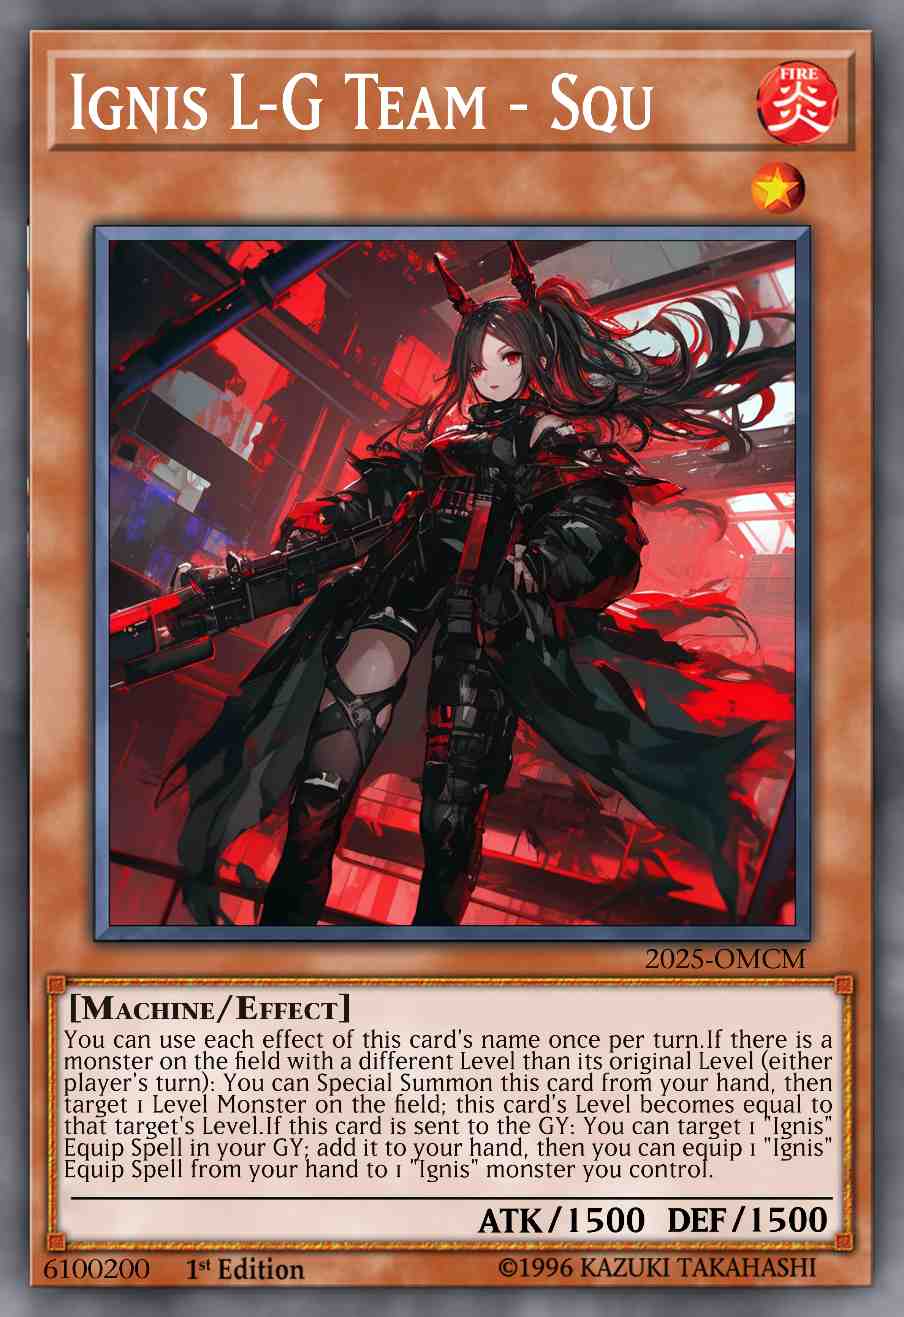 Ignis L-G Team - Squ
FIRE
炎
2025-OMCM
[Machine/Effect]
You can use each effect of this card's name once per turn.If there is a
monster on the field with a different Level than its original Level (either
player's turn): You can Special Summon this card from your hand, then
target 1 Level Monster on the field; this card's Level becomes equal to
that target's Level.If this card is sent to the GY: You can target 1 "Ignis"
Equip Spell in your GY; add it to your hand, then you can equip 1 "Ignis"
Equip Spell from your hand to 1 "Ignis" monster you control.
ATK/1500 DEF/1500
6100200 1st Edition ©1996 KAZUKI TAKAHASHI